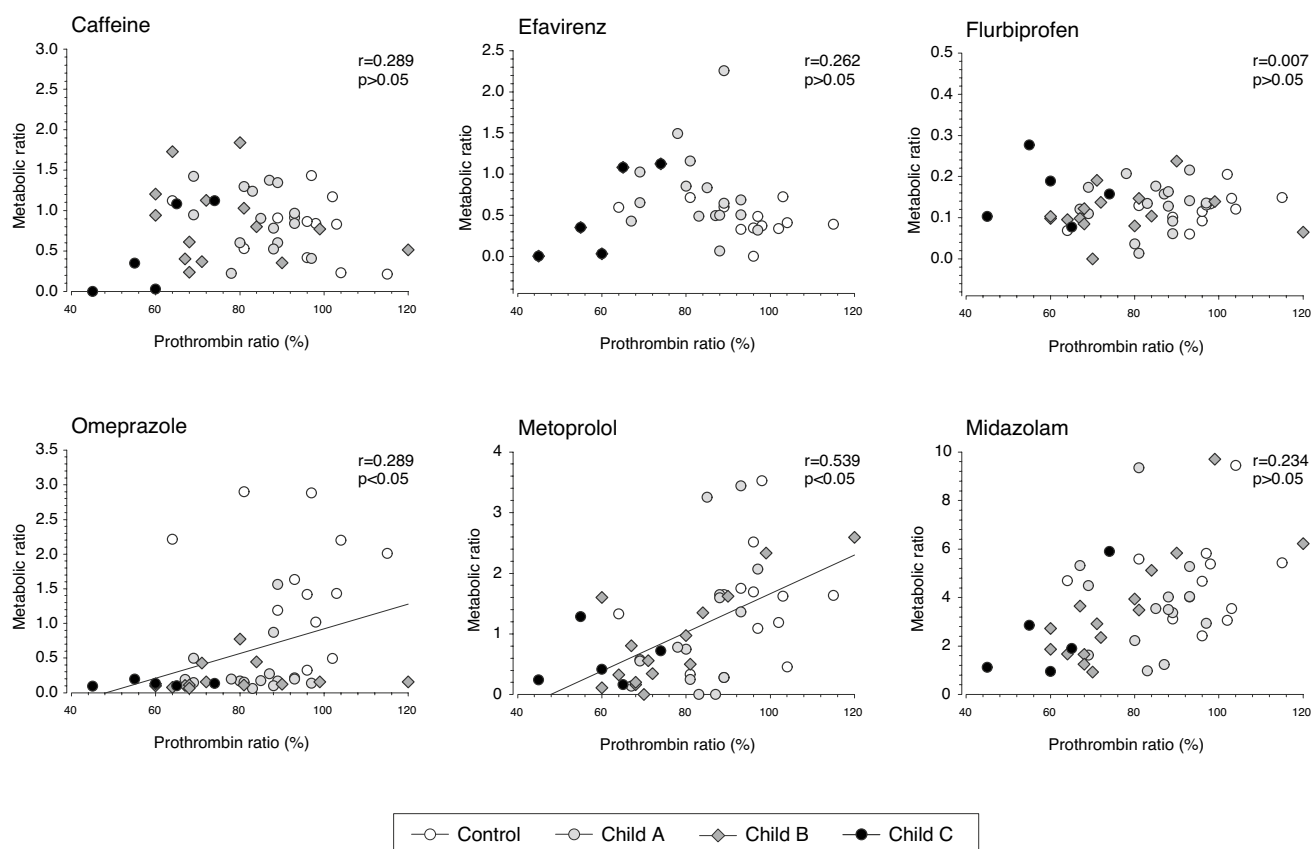 Caffeine
r=0.289
p>0.05
Metabolic ratio
3.0
2.5
2.0
1.5
1.0
0.5
0.0
40 60 80 100 120
Prothrombin ratio (%)
Efavirenz
r=0.262
p>0.05
Metabolic ratio
2.5
2.0
1.5
1.0
0.5
0.0
40 60 80 100 120
Prothrombin ratio (%)
Flurbiprofen
r=0.007
p>0.05
Metabolic ratio
0.5
0.4
0.3
0.2
0.1
0.0
40 60 80 100 120
Prothrombin ratio (%)
Omeprazole
r=0.289
p<0.05
Metabolic ratio
3.5
3.0
2.5
2.0
1.5
1.0
0.5
0.0
40 60 80 100 120
Prothrombin ratio (%)
Metoprolol
r=0.539
p<0.05
Metabolic ratio
4
3
2
1
0
40 60 80 100 120
Prothrombin ratio (%)
Midazolam
r=0.234
p>0.05
Metabolic ratio
10
8
6
4
2
0
40 60 80 100 120
Prothrombin ratio (%)
Control Child A Child B Child C